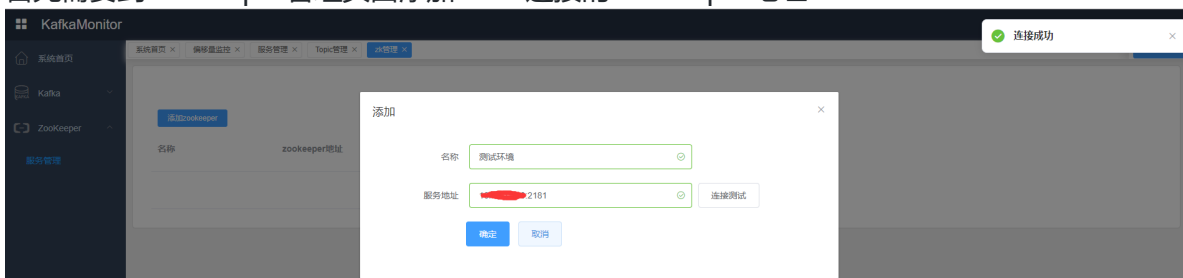 KafkaMonitor
连接成功
系统首页 × 偏移量监控 × 服务管理 × Topic管理 × zk管理 ×
系统首页
Kafka
ZooKeeper
服务管理
添加zookeeper
名称 zookeeper地址
添加
名称 测试环境
服务地址 2181 连接测试
确定 取消